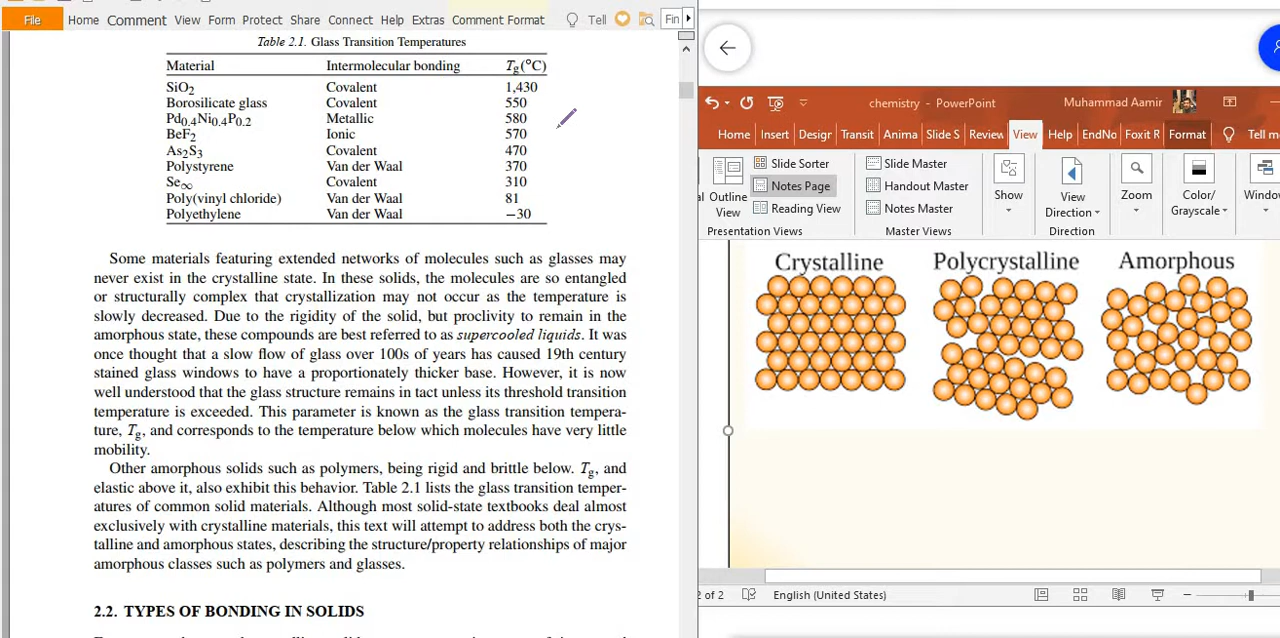 File Home Comment View Form Protect Share Connect Help Extras Comment Format Tell Fin
Table 2.1. Glass Transition Temperatures
Material Intermolecular bonding Tg(°C)
SiO2 Covalent 1,430
Borosilicate glass Covalent 550
Pd0.4Ni0.4P0.2 Metallic 580
BeF2 Ionic 570
As2S3 Covalent 470
Polystyrene Van der Waal 370
Se∞ Covalent 310
Poly(vinyl chloride) Van der Waal 81
Polyethylene Van der Waal −30
Some materials featuring extended networks of molecules such as glasses may
never exist in the crystalline state. In these solids, the molecules are so entangled
or structurally complex that crystallization may not occur as the temperature is
slowly decreased. Due to the rigidity of the solid, but proclivity to remain in the
amorphous state, these compounds are best referred to as supercooled liquids. It was
once thought that a slow flow of glass over 100s of years has caused 19th century
stained glass windows to have a proportionately thicker base. However, it is now
well understood that the glass structure remains in tact unless its threshold transition
temperature is exceeded. This parameter is known as the glass transition tempera-
ture, Tg, and corresponds to the temperature below which molecules have very little
mobility.
Other amorphous solids such as polymers, being rigid and brittle below. Tg, and
elastic above it, also exhibit this behavior. Table 2.1 lists the glass transition temper-
atures of common solid materials. Although most solid-state textbooks deal almost
exclusively with crystalline materials, this text will attempt to address both the crys-
talline and amorphous states, describing the structure/property relationships of major
amorphous classes such as polymers and glasses.
2.2. TYPES OF BONDING IN SOLIDS
chemistry - PowerPoint Muhammad Aamir
Home Insert Desigr Transit Anima Slide S Review View Help EndNo Foxit R Format Tell me
Outline View
Slide Sorter
Notes Page
Reading View
Presentation Views
Slide Master
Handout Master
Notes Master
Master Views
Show
View Direction
Direction
Zoom
Color/ Grayscale
Window
Crystalline Polycrystalline Amorphous
2 of 2 English (United States)